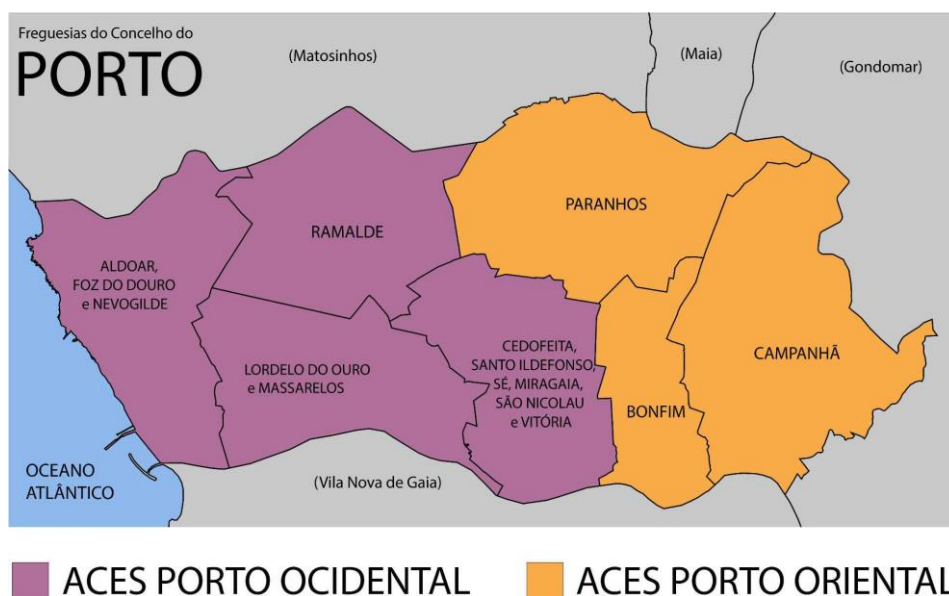 Freguesias do Concelho do
PORTO
(Matosinhos)
(Maia)
(Gondomar)
PARANHOS
RAMALDE
ALDOAR,
FOZ DO DOURO
e NEVOGILDE
CEDOFEITA,
SANTO ILDEFONSO,
SÉ, MIRAGAIA,
SÃO NICOLAU
e VITÓRIA
CAMPANHÃ
LORDELO DO OURO
e MASSARELOS
BONFIM
OCEANO
ATLÂNTICO
(Vila Nova de Gaia)
ACES PORTO OCIDENTAL
ACES PORTO ORIENTAL